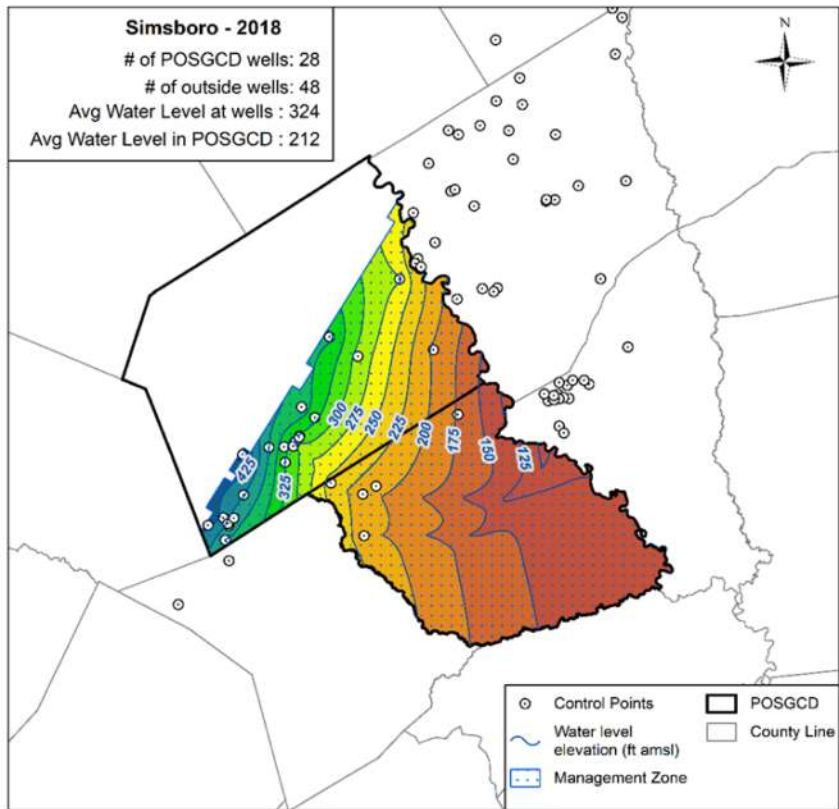 Simsboro - 2018
# of POSGCD wells: 28
# of outside wells: 48
Avg Water Level at wells : 324
Avg Water Level in POSGCD : 212
N
300
275
250
225
200
175
150
125
425
325
Control Points
POSGCD
Water level
elevation (ft amsl)
County Line
Management Zone